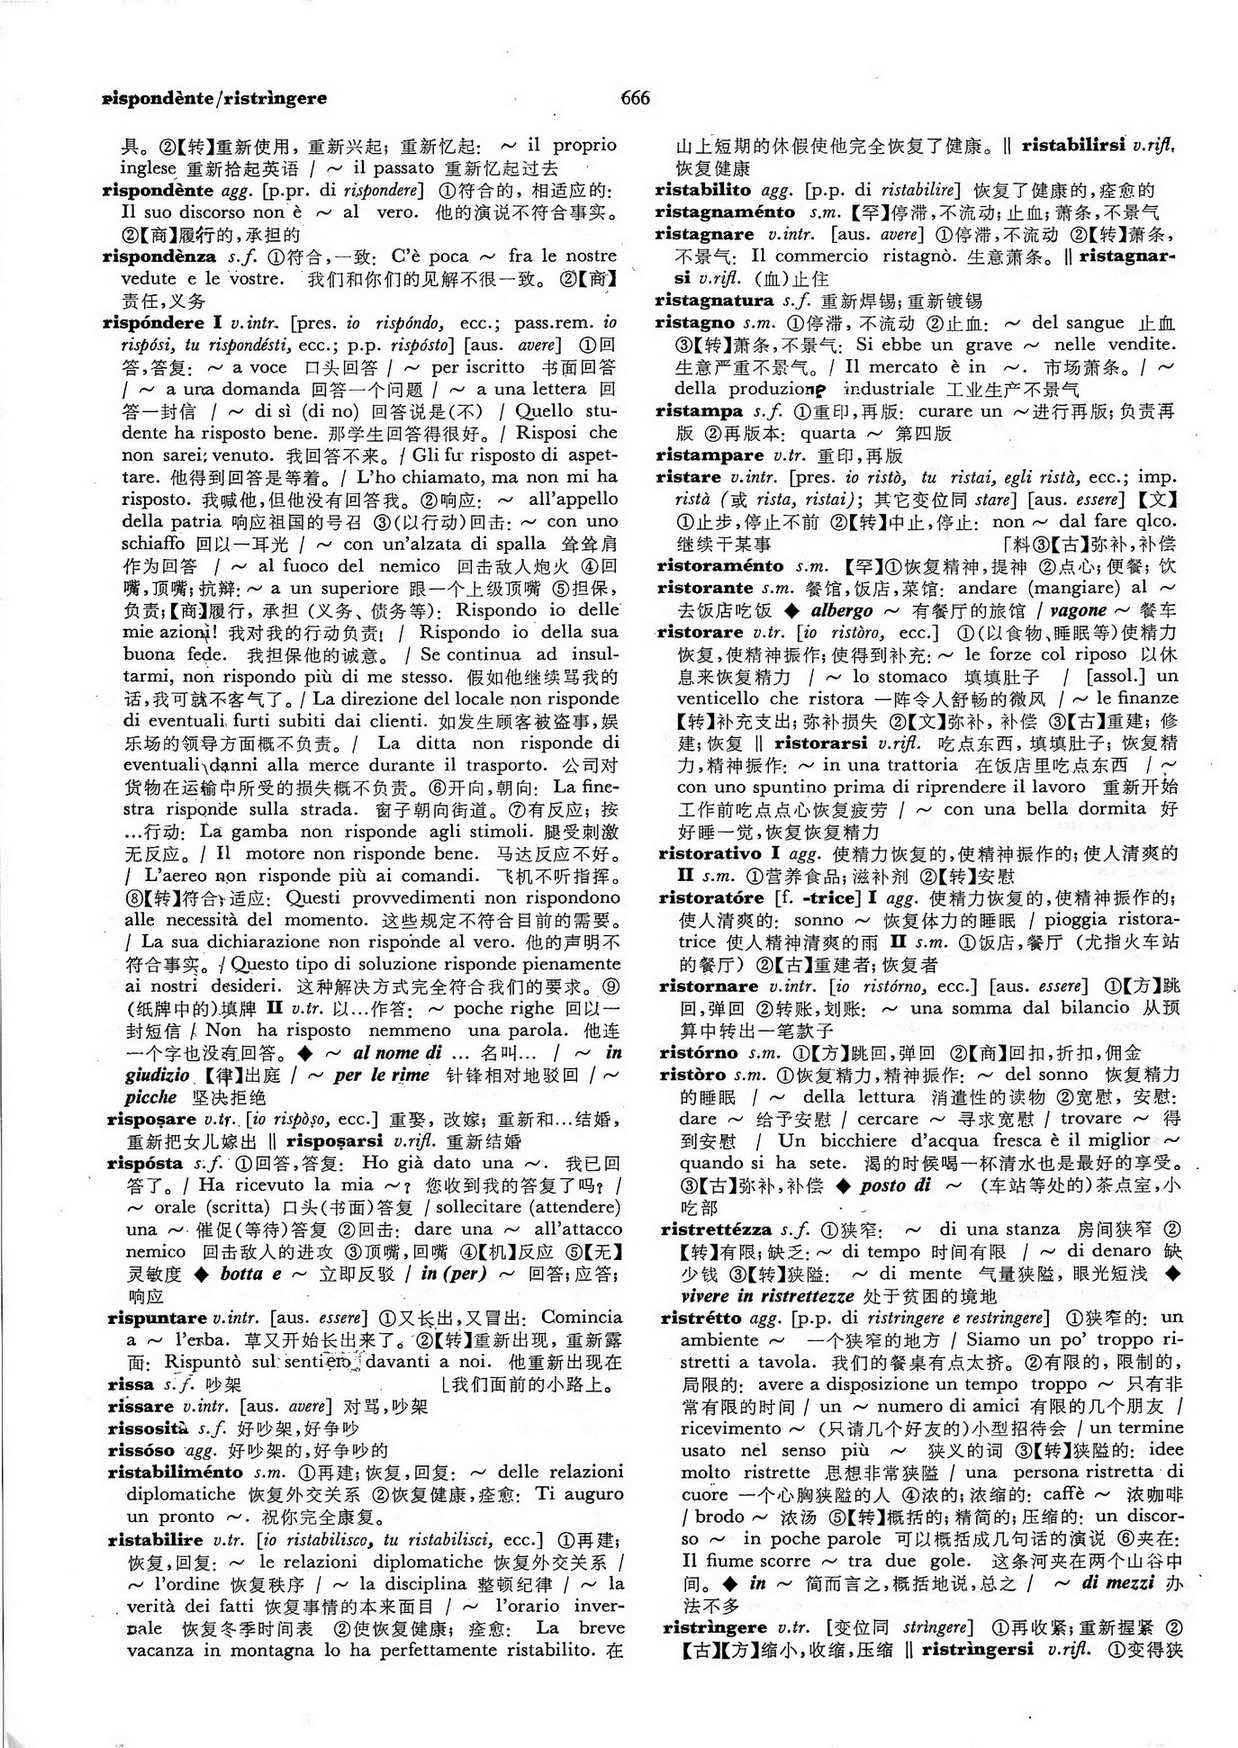 rispondènte/ristrìngere
666
具。②【转】重新使用，重新兴起；重新忆起： ～ il proprio
inglese 重新拾起英语 / ～ il passato 重新忆起过去
rispondènte agg. [p.pr. di rispondere] ①符合的，相适应的：
Il suo discorso non è ～ al vero. 他的演说不符合事实。
②【商】履行的，承担的
rispondènza s.f. ①符合，一致： C'è poca ～ fra le nostre
vedute e le vostre. 我们和你们的见解不很一致。 ②【商】
责任，义务
rispóndere I v.intr. [pres. io rispóndo, ecc.; pass.rem. io
rispósi, tu rispondésti, ecc.; p.p. rispósto] [aus. avere] ①回
答，答复： ～ a voce 口头回答 / ～ per iscritto 书面回答
/ ～ a una domanda 回答一个问题 / ～ a una lettera 回
答一封信 / ～ di sì (di no) 回答说是（不） / Quello stu-
dente ha risposto bene. 那学生回答得很好。/ Risposi che
non sarei venuto. 我回答不来。/ Gli fu risposto di aspet-
tare. 他得到回答是等着。/ L'ho chiamato, ma non mi ha
risposto. 我喊他，但他没有回答我。②响应： ～ all'appello
della patria 响应祖国的号召 ③（以行动）回击：～ con uno
schiaffo 回以一耳光 / ～ con un'alzata di spalla 耸耸肩
作为回答 / ～ al fuoco del nemico 回击敌人炮火 ④回
嘴，顶嘴；抗辩：～ a un superiore 跟一个上级顶嘴 ⑤担保，
负责；【商】履行，承担（义务、债务等）： Rispondo io delle
mie azioni! 我对我的行动负责！ / Rispondo io della sua
buona fede. 我担保他的诚意。 / Se continua ad insul-
tarmi, non rispondo più di me stesso. 假如他继续骂我的
话，我可就不客气了。/ La direzione del locale non risponde
di eventuali furti subiti dai clienti. 如发生顾客被盗事，娱
乐场的领导方面概不负责。/ La ditta non risponde di
eventuali danni alla merce durante il trasporto. 公司对
货物在运输中所受的损失概不负责。⑥开向，朝向： La fine-
stra risponde sulla strada. 窗子朝向街道。⑦有反应；按
…行动： La gamba non risponde agli stimoli. 腿受刺激
无反应。/ Il motore non risponde bene. 马达反应不好。
/ L'aereo non risponde più ai comandi. 飞机不听指挥。
⑧【转】符合；适应： Questi provvedimenti non rispondono
alle necessità del momento. 这些规定不符合目前的需要。
/ La sua dichiarazione non risponde al vero. 他的声明不
符合事实。/ Questo tipo di soluzione risponde pienamente
ai nostri desideri. 这种解决方式完全符合我们的要求。⑨
（纸牌中的）填牌 II v.tr. 以…作答： ～ poche righe 回以一
封短信 / Non ha risposto nemmeno una parola. 他连
一个字也没有回答。◆ ～ al nome di … 名叫… / ～ in
giudizio 【律】出庭 / ～ per le rime 针锋相对地驳回 / ～
picche 坚决拒绝
risposare v.tr. [io rispòso, ecc.] 重娶，改嫁；重新和…结婚，
重新把女儿嫁出 ‖ risposarsi v.rifl. 重新结婚
rispósta s.f. ①回答，答复： Ho già dato una ～. 我已回
答了。/ Ha ricevuto la mia ～? 您收到我的答复了吗？ /
～ orale (scritta) 口头（书面）答复 / sollecitare (attendere)
una ～ 催促（等待）答复 ②回击： dare una ～ all'attacco
nemico 回击敌人的进攻 ③顶嘴，回嘴 ④【机】反应 ⑤【无】
灵敏度 ◆ botta e ～ 立即反驳 / in (per) ～ 回答；应答；
响应
rispuntare v.intr. [aus. essere] ①又长出，又冒出： Comincia
a ～ l'erba. 草又开始长出来了。②【转】重新出现，重新露
面： Rispuntò sul sentiero davanti a noi. 他重新出现在
rissa s.f. 吵架 ⌊我们面前的小路上。
rissare v.intr. [aus. avere] 对骂，吵架
rissosità s.f. 好吵架，好争吵
rissóso agg. 好吵架的，好争吵的
ristabiliménto s.m. ①再建；恢复，回复： ～ delle relazioni
diplomatiche 恢复外交关系 ②恢复健康，痊愈： Ti auguro
un pronto ～. 祝你完全康复。
ristabilire v.tr. [io ristabilisco, tu ristabilisci, ecc.] ①再建；
恢复，回复： ～ le relazioni diplomatiche 恢复外交关系 /
～ l'ordine 恢复秩序 / ～ la disciplina 整顿纪律 / ～ la
verità dei fatti 恢复事情的本来面目 / ～ l'orario inver-
nale 恢复冬季时间表 ②使恢复健康；痊愈： La breve
vacanza in montagna lo ha perfettamente ristabilito. 在
山上短期的休假使他完全恢复了健康。‖ ristabilirsi v.rifl.
恢复健康
ristabilito agg. [p.p. di ristabilire] 恢复了健康的，痊愈的
ristagnaménto s.m. 【罕】停滞，不流动；止血；萧条，不景气
ristagnare v.intr. [aus. avere] ①停滞，不流动 ②【转】萧条，
不景气： Il commercio ristagnò. 生意萧条。‖ ristagnar-
si v.rifl. （血）止住
ristagnatura s.f. 重新焊锡；重新镀锡
ristagno s.m. ①停滞，不流动 ②止血： ～ del sangue 止血
③【转】萧条，不景气： Si ebbe un grave ～ nelle vendite.
生意严重不景气。/ Il mercato è in ～. 市场萧条。/ ～
della produzione industriale 工业生产不景气
ristampa s.f. ①重印，再版： curare un ～进行再版；负责再
版 ②再版本： quarta ～ 第四版
ristampare v.tr. 重印，再版
ristare v.intr. [pres. io ristò, tu ristai, egli ristà, ecc.; imp.
ristà (或 rista, ristai)；其它变位同 stare] [aus. essere] 【文】
①止步，停止不前 ②【转】中止，停止： non ～ dal fare qlco.
继续干某事 ｢料③【古】弥补，补偿
ristoraménto s.m. 【罕】①恢复精神，提神 ②点心；便餐；饮
ristorante s.m. 餐馆，饭店，菜馆： andare (mangiare) al ～
去饭店吃饭 ◆ albergo ～ 有餐厅的旅馆 / vagone ～ 餐车
ristorare v.tr. [io ristòro, ecc.] ①（以食物、睡眠等）使精力
恢复，使精神振作；使得到补充：～ le forze col riposo 以休
息来恢复精力 / ～ lo stomaco 填填肚子 / [assol.] un
venticello che ristora 一阵令人舒畅的微风 / ～ le finanze
【转】补充支出；弥补损失 ②【文】弥补，补偿 ③【古】重建；修
建；恢复 ‖ ristorarsi v.rifl. 吃点东西，填填肚子；恢复精
力，精神振作： ～ in una trattoria 在饭店里吃点东西 / ～
con uno spuntino prima di riprendere il lavoro 重新开始
工作前吃点点心恢复疲劳 / ～ con una bella dormita 好
好睡一觉，恢复恢复精力
ristorativo I agg. 使精力恢复的，使精神振作的；使人清爽的
II s.m. ①营养食品；滋补剂 ②【转】安慰
ristoratóre [f. -trice] I agg. 使精力恢复的，使精神振作的；
使人清爽的： sonno ～ 恢复体力的睡眠 / pioggia ristora-
trice 使人精神清爽的雨 II s.m. ①饭店，餐厅（尤指火车站
的餐厅）②【古】重建者；恢复者
ristornare v.intr. [io ristórno, ecc.] [aus. essere] ①【方】跳
回，弹回 ②转账，划账： ～ una somma dal bilancio 从预
算中转出一笔款子
ristórno s.m. ①【方】跳回，弹回 ②【商】回扣，折扣，佣金
ristòro s.m. ①恢复精力，精神振作： ～ del sonno 恢复精力
的睡眠 / ～ della lettura 消遣性的读物 ②宽慰，安慰：
dare ～ 给予安慰 / cercare ～ 寻求宽慰 / trovare ～ 得
到安慰 / Un bicchiere d'acqua fresca è il miglior ～
quando si ha sete. 渴的时候喝一杯清水也是最好的享受。
③【古】弥补，补偿 ◆ posto di ～ （车站等处的）茶点室，小
吃部
ristrettézza s.f. ①狭窄： ～ di una stanza 房间狭窄 ②
【转】有限；缺乏：～ di tempo 时间有限 / ～ di denaro 缺
少钱 ③【转】狭隘： ～ di mente 气量狭隘，眼光短浅 ◆
vivere in ristrettezze 处于贫困的境地
ristrétto agg. [p.p. di ristringere e restringere] ①狭窄的： un
ambiente ～ 一个狭窄的地方 / Siamo un po' troppo ri-
stretti a tavola. 我们的餐桌有点太挤。②有限的，限制的，
局限的： avere a disposizione un tempo troppo ～ 只有非
常有限的时间 / un ～ numero di amici 有限的几个朋友 /
ricevimento ～ （只请几个好友的）小型招待会 / un termine
usato nel senso più ～ 狭义的词 ③【转】狭隘的： idee
molto ristrette 思想非常狭隘 / una persona ristretta di
cuore 一个心胸狭隘的人 ④浓的；浓缩的： caffè ～ 浓咖啡
/ brodo ～ 浓汤 ⑤【转】概括的；精简的；压缩的： un discor-
so ～ in poche parole 可以概括成几句话的演说 ⑥夹在：
Il fiume scorre ～ tra due gole. 这条河夹在两个山谷中
间。◆ in ～ 简而言之，概括地说，总之 / ～ di mezzi 办
法不多
ristrìngere v.tr. [变位同 strìngere] ①再收紧；重新握紧 ②
【古】【方】缩小，收缩，压缩 ‖ ristrìngersi v.rifl. ①变得狭